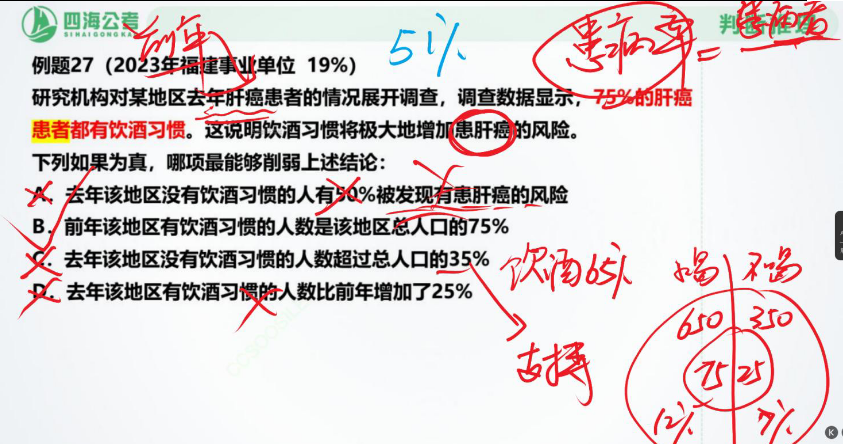 四海公考
SIHAIGONGKAO
判断推理
前年
51%
患病率 = 患病者
例题27（2023年福建事业单位 19%）
研究机构对某地区去年肝癌患者的情况展开调查，调查数据显示，75%的肝癌
患者都有饮酒习惯。这说明饮酒习惯将极大地增加患肝癌的风险。
下列如果为真，哪项最能够削弱上述结论：
A. 去年该地区没有饮酒习惯的人有50%被发现有患肝癌的风险
B. 前年该地区有饮酒习惯的人数是该地区总人口的75%
C. 去年该地区没有饮酒习惯的人数超过总人口的35%
D. 去年该地区有饮酒习惯的人数比前年增加了25%
饮酒65%
喝 不喝
650 350
75 25
12% 7%